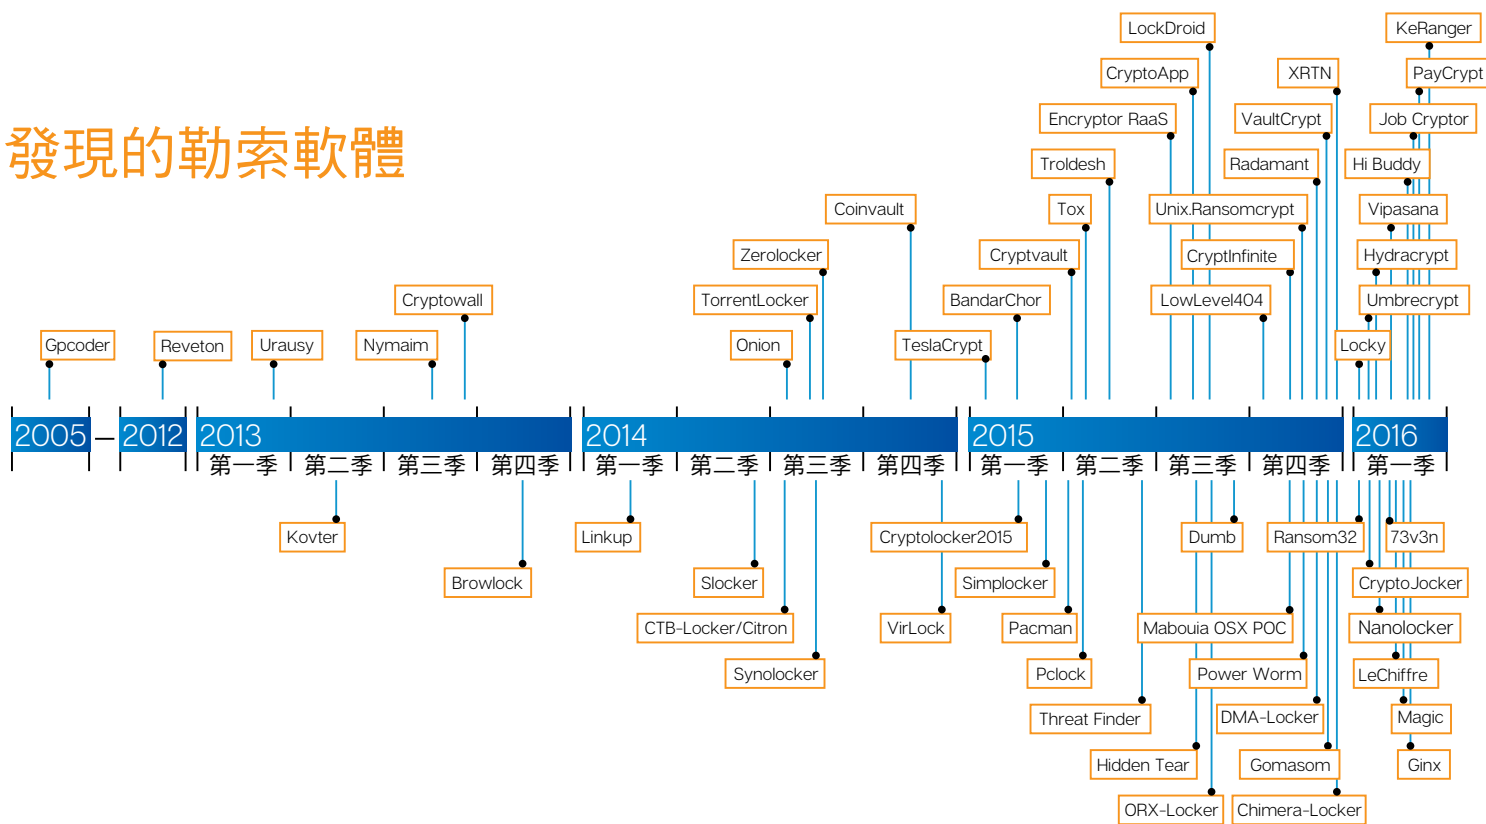 發現的勒索軟體
LockDroid
KeRanger
CryptoApp
XRTN
PayCrypt
Encryptor RaaS
VaultCrypt
Job Cryptor
Troldesh
Radamant
Hi Buddy
Coinvault
Tox
Unix.Ransomcrypt
Vipasana
Zerolocker
Cryptvault
CryptInfinite
Hydracrypt
Cryptowall
TorrentLocker
BandarChor
LowLevel404
Umbrecrypt
Gpcoder
Reveton
Urausy
Nymaim
Onion
TeslaCrypt
Locky
2005
2012
2013
2014
2015
2016
第一季
第二季
第三季
第四季
第一季
第二季
第三季
第四季
第一季
第二季
第三季
第四季
第一季
Kovter
Linkup
Cryptolocker2015
Dumb
Ransom32
73v3n
Browlock
Slocker
Simplocker
CryptoJocker
CTB-Locker/Citron
VirLock
Pacman
Mabouia OSX POC
Nanolocker
Synolocker
Pclock
Power Worm
LeChiffre
Threat Finder
DMA-Locker
Magic
Hidden Tear
Gomasom
Ginx
ORX-Locker
Chimera-Locker